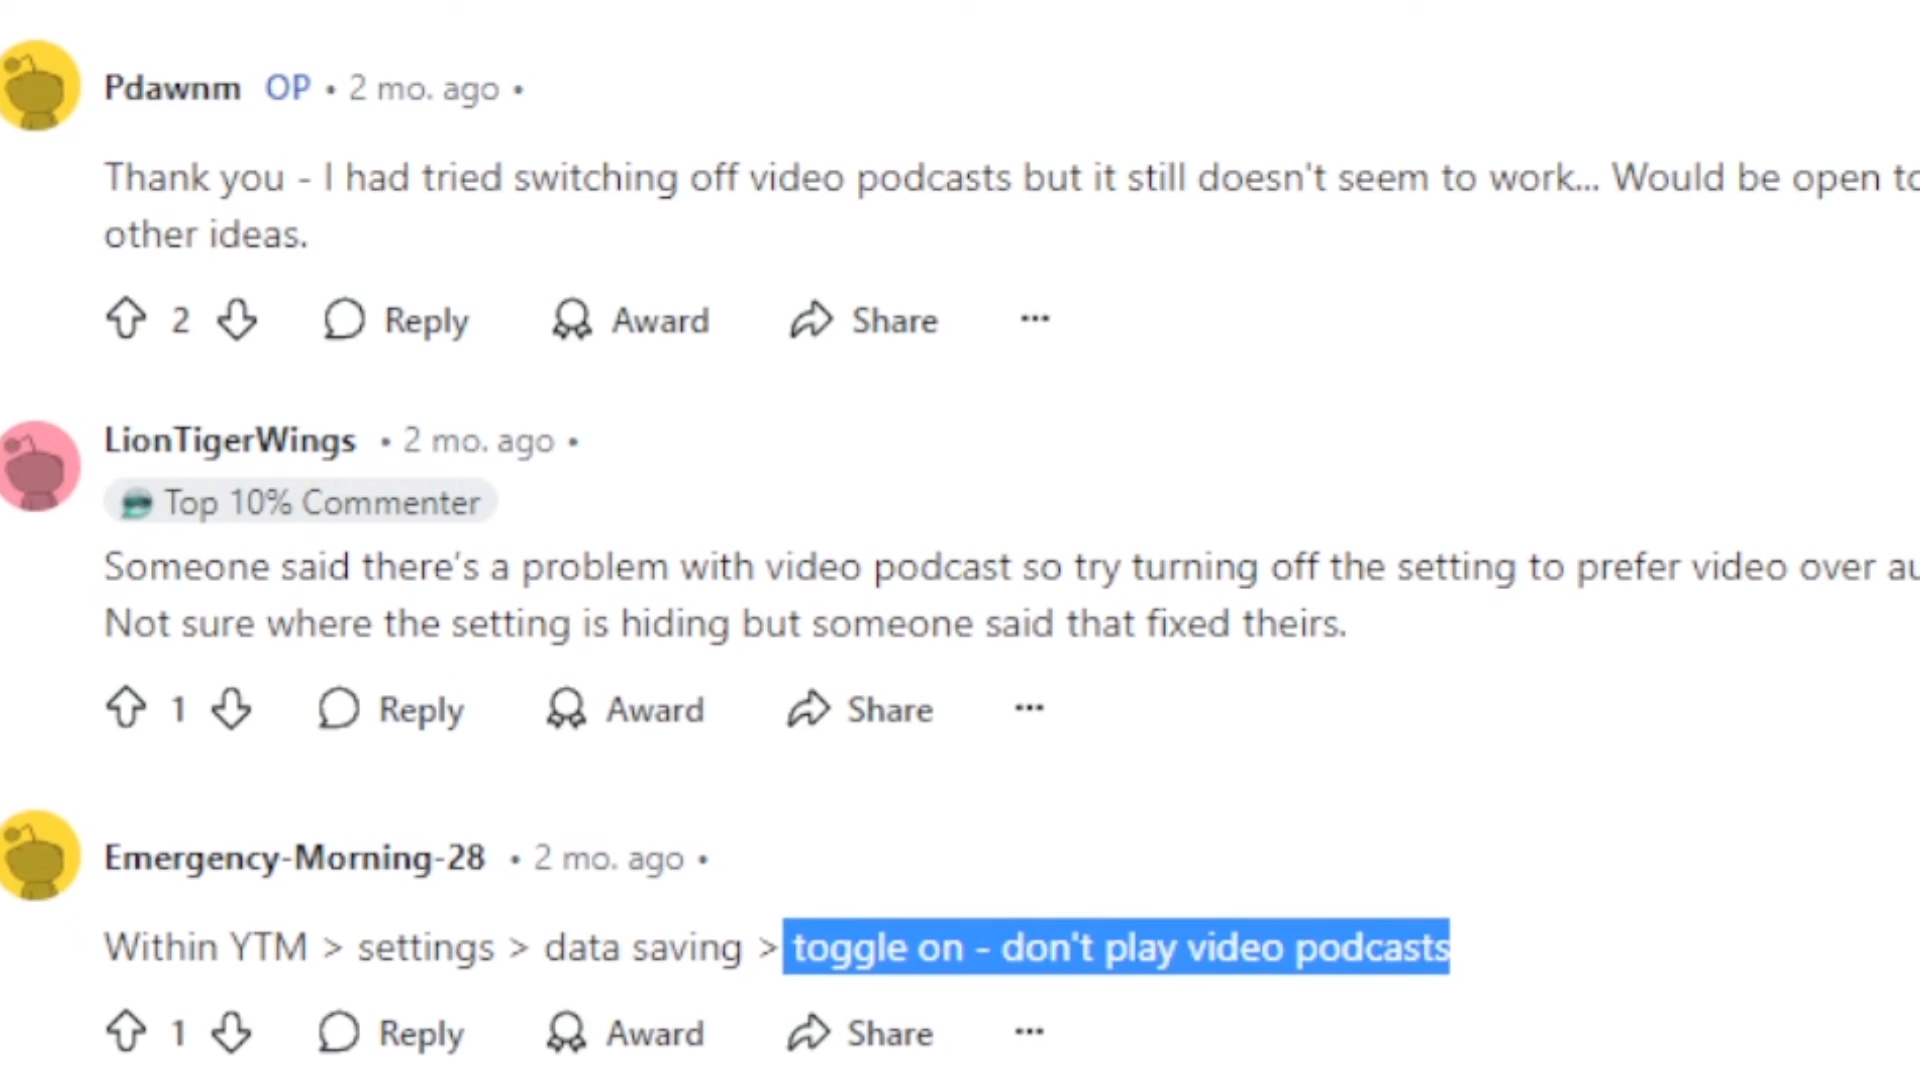 Pdawnm OP • 2 mo. ago •
Thank you - I had tried switching off video podcasts but it still doesn't seem to work... Would be open to
other ideas.
2 Reply Award Share ...
LionTigerWings • 2 mo. ago •
Top 10% Commenter
Someone said there's a problem with video podcast so try turning off the setting to prefer video over
Not sure where the setting is hiding but someone said that fixed theirs.
1 Reply Award Share ...
Emergency-Morning-28 • 2 mo. ago •
Within YTM > settings > data saving > toggle on - don't play video podcasts
1 Reply Award Share ...